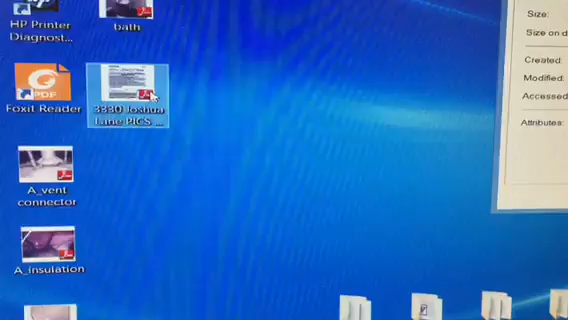 HP Printer
Diagnost...
bath
PDF
Foxit Reader
3330 Joshua
Lane PICS ...
A_vent
connector
A_insulation
Size:
Size on d
Created:
Modified:
Accessed
Attributes: